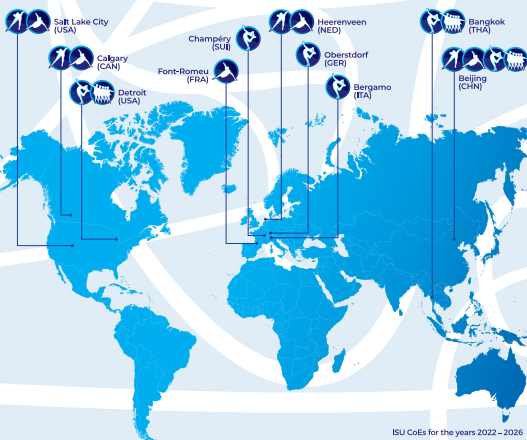 Salt Lake City
(USA)
Calgary
(CAN)
Detroit
(USA)
Champéry
(SUI)
Font-Romeu
(FRA)
Heerenveen
(NED)
Oberstdorf
(GER)
Bergamo
(ITA)
Bangkok
(THA)
Beijing
(CHN)
ISU CoEs for the years 2022 – 2026